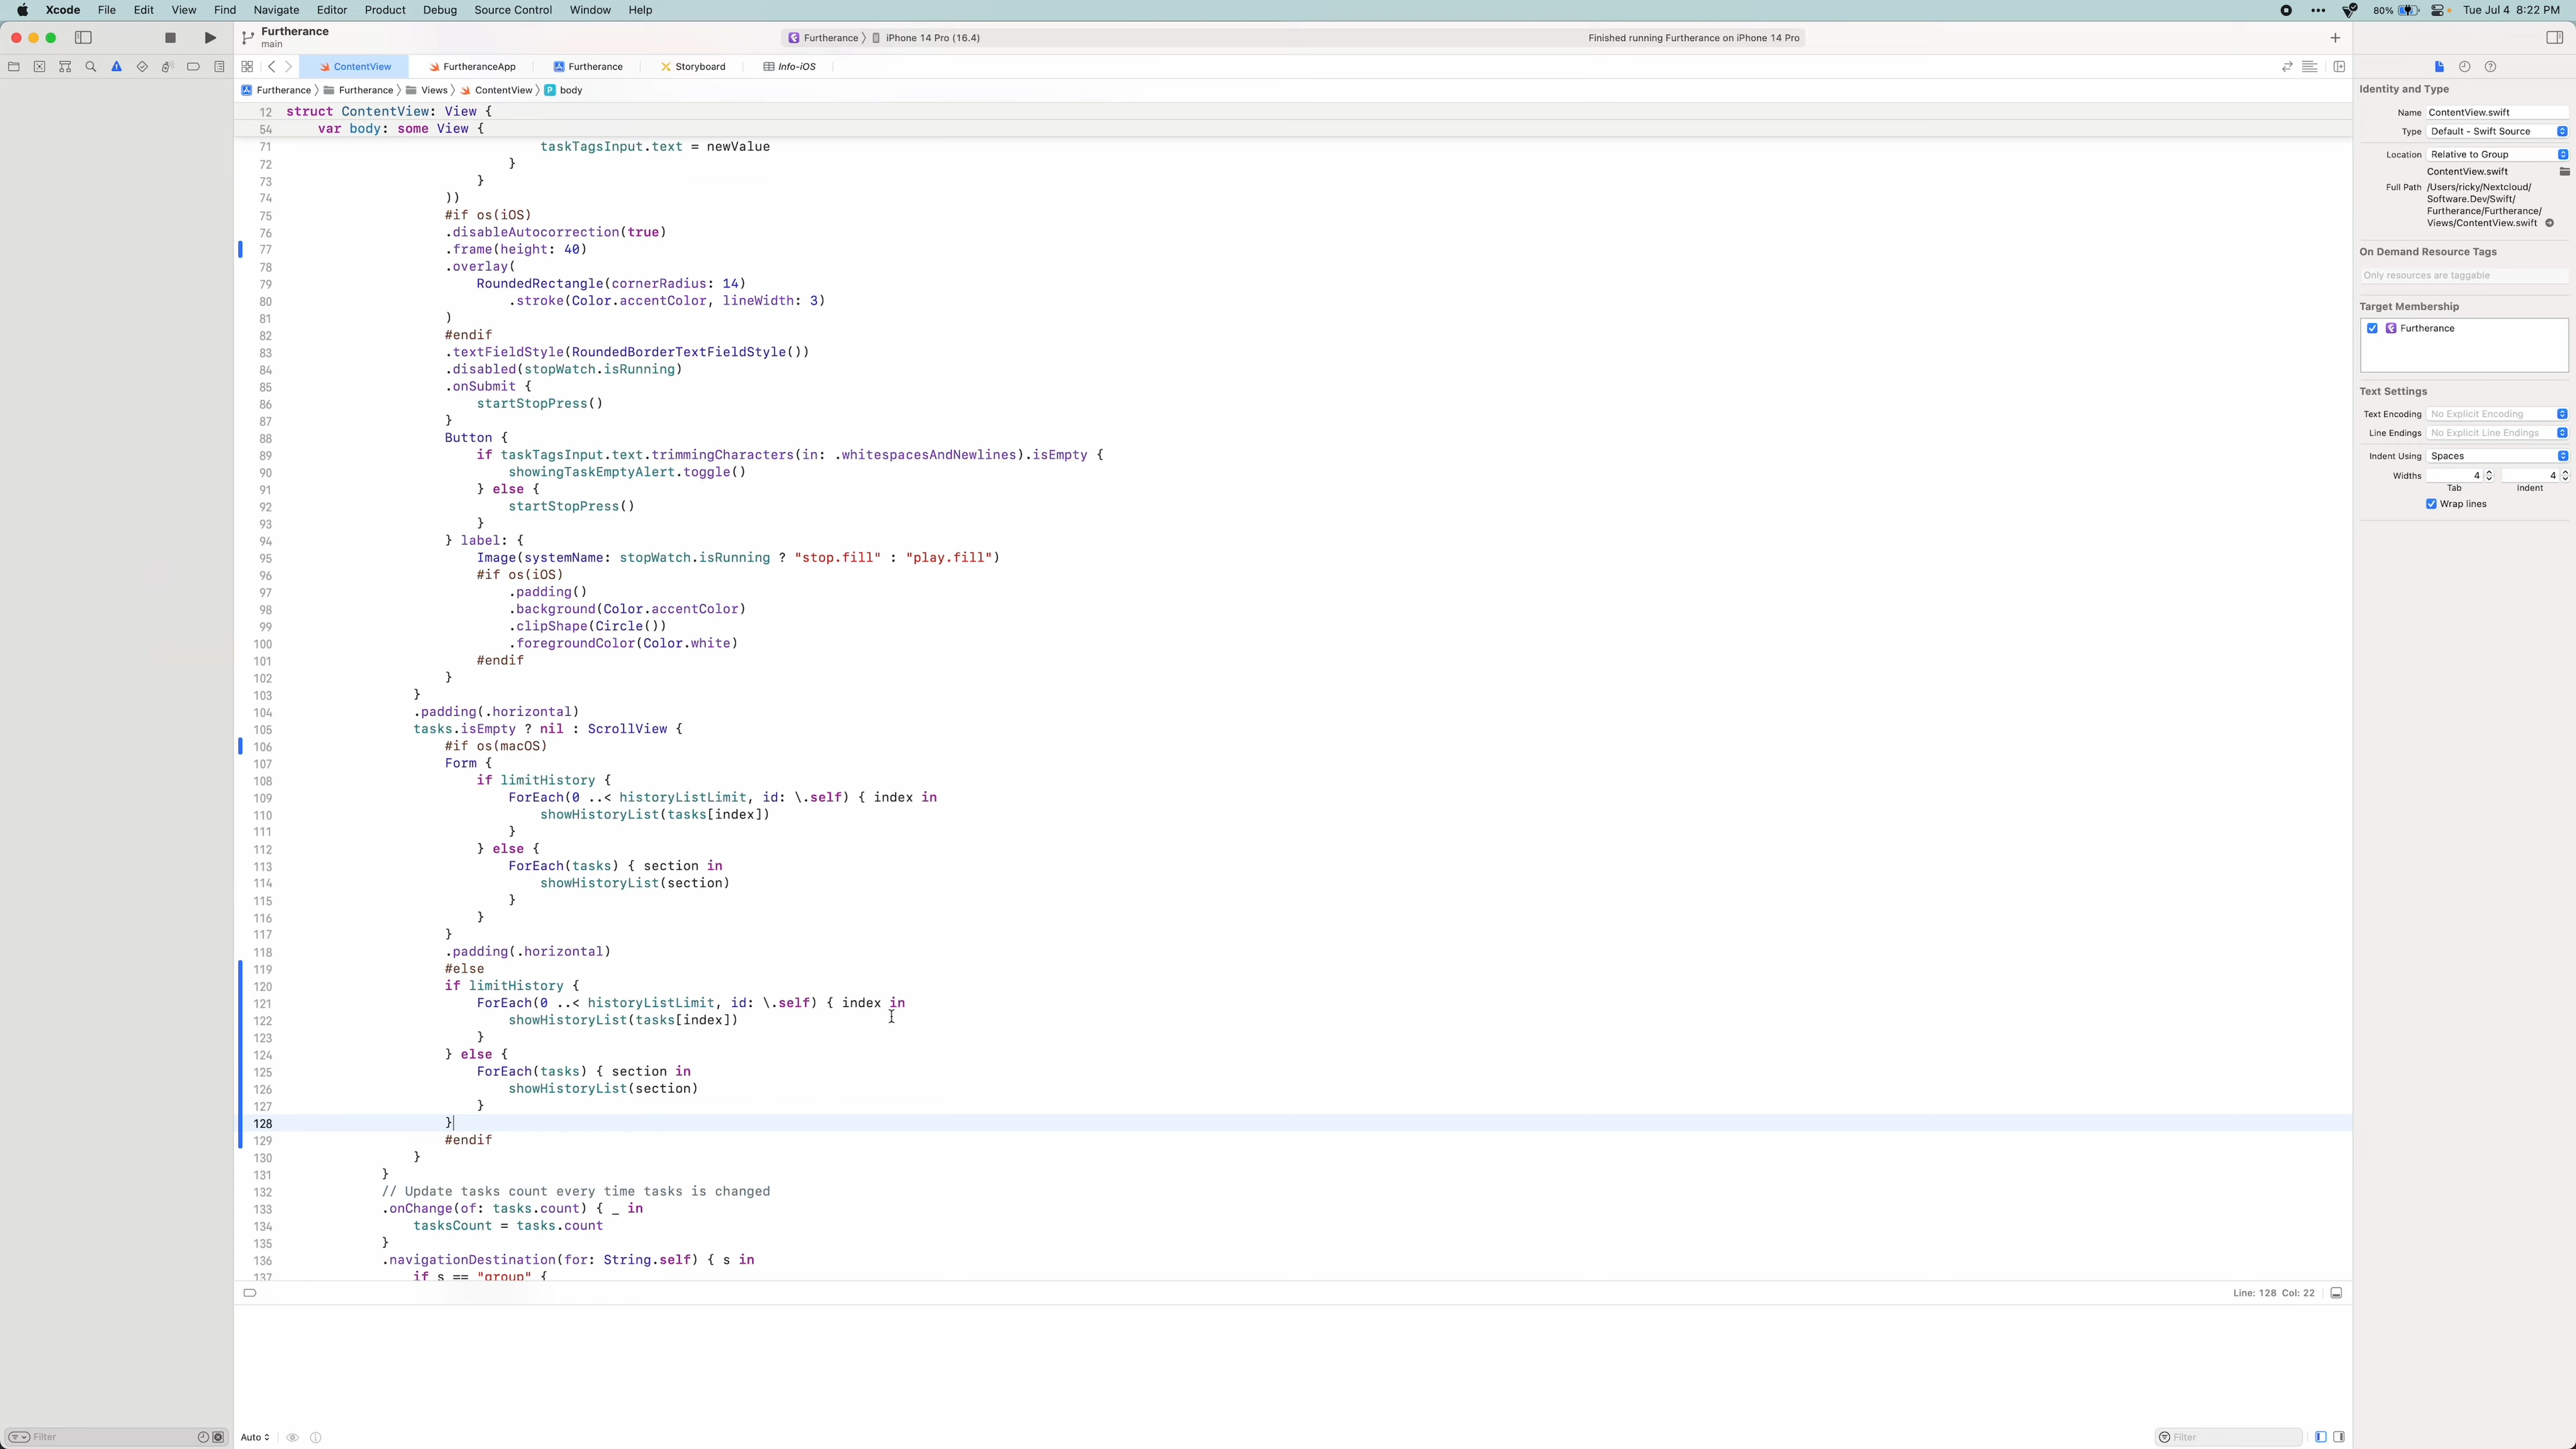 Xcode File Edit View Find Navigate Editor Product Debug Source Control Window Help 80% Tue Jul 4 8:22 PM
Furtherance
main
Furtherance 〉 iPhone 14 Pro (16.4)
Finished running Furtherance on iPhone 14 Pro
ContentView FurtheranceApp Furtherance Storyboard Info-iOS
Furtherance 〉 Furtherance 〉 Views 〉 ContentView 〉 P body
12 struct ContentView: View {
54     var body: some View {
71                                 taskTagsInput.text = newValue
72                             }
73                         }
74                     ))
75                     #if os(iOS)
76                     .disableAutocorrection(true)
77                     .frame(height: 40)
78                     .overlay(
79                         RoundedRectangle(cornerRadius: 14)
80                             .stroke(Color.accentColor, lineWidth: 3)
81                     )
82                     #endif
83                     .textFieldStyle(RoundedBorderTextFieldStyle())
84                     .disabled(stopWatch.isRunning)
85                     .onSubmit {
86                         startStopPress()
87                     }
88                     Button {
89                         if taskTagsInput.text.trimmingCharacters(in: .whitespacesAndNewlines).isEmpty {
90                             showingTaskEmptyAlert.toggle()
91                         } else {
92                             startStopPress()
93                         }
94                     } label: {
95                         Image(systemName: stopWatch.isRunning ? "stop.fill" : "play.fill")
96                         #if os(iOS)
97                             .padding()
98                             .background(Color.accentColor)
99                             .clipShape(Circle())
100                             .foregroundColor(Color.white)
101                         #endif
102                     }
103                 }
104                 .padding(.horizontal)
105                 tasks.isEmpty ? nil : ScrollView {
106                     #if os(macOS)
107                     Form {
108                         if limitHistory {
109                             ForEach(0 ..< historyListLimit, id: \.self) { index in
110                                 showHistoryList(tasks[index])
111                             }
112                         } else {
113                             ForEach(tasks) { section in
114                                 showHistoryList(section)
115                             }
116                         }
117                     }
118                     .padding(.horizontal)
119                     #else
120                     if limitHistory {
121                         ForEach(0 ..< historyListLimit, id: \.self) { index in
122                             showHistoryList(tasks[index])
123                         }
124                     } else {
125                         ForEach(tasks) { section in
126                             showHistoryList(section)
127                         }
128                     }
129                     #endif
130                 }
131             }
132             // Update tasks count every time tasks is changed
133             .onChange(of: tasks.count) { _ in
134                 tasksCount = tasks.count
135             }
136             .navigationDestination(for: String.self) { s in
137                 if s == "group" {
Line: 128 Col: 22
Filter
Auto
Filter
Identity and Type
Name ContentView.swift
Type Default - Swift Source
Location Relative to Group
ContentView.swift
Full Path /Users/ricky/Nextcloud/
Software.Dev/Swift/
Furtherance/Furtherance/
Views/ContentView.swift
On Demand Resource Tags
Only resources are taggable
Target Membership
Furtherance
Text Settings
Text Encoding No Explicit Encoding
Line Endings No Explicit Line Endings
Indent Using Spaces
Widths 4 4
Tab Indent
Wrap lines